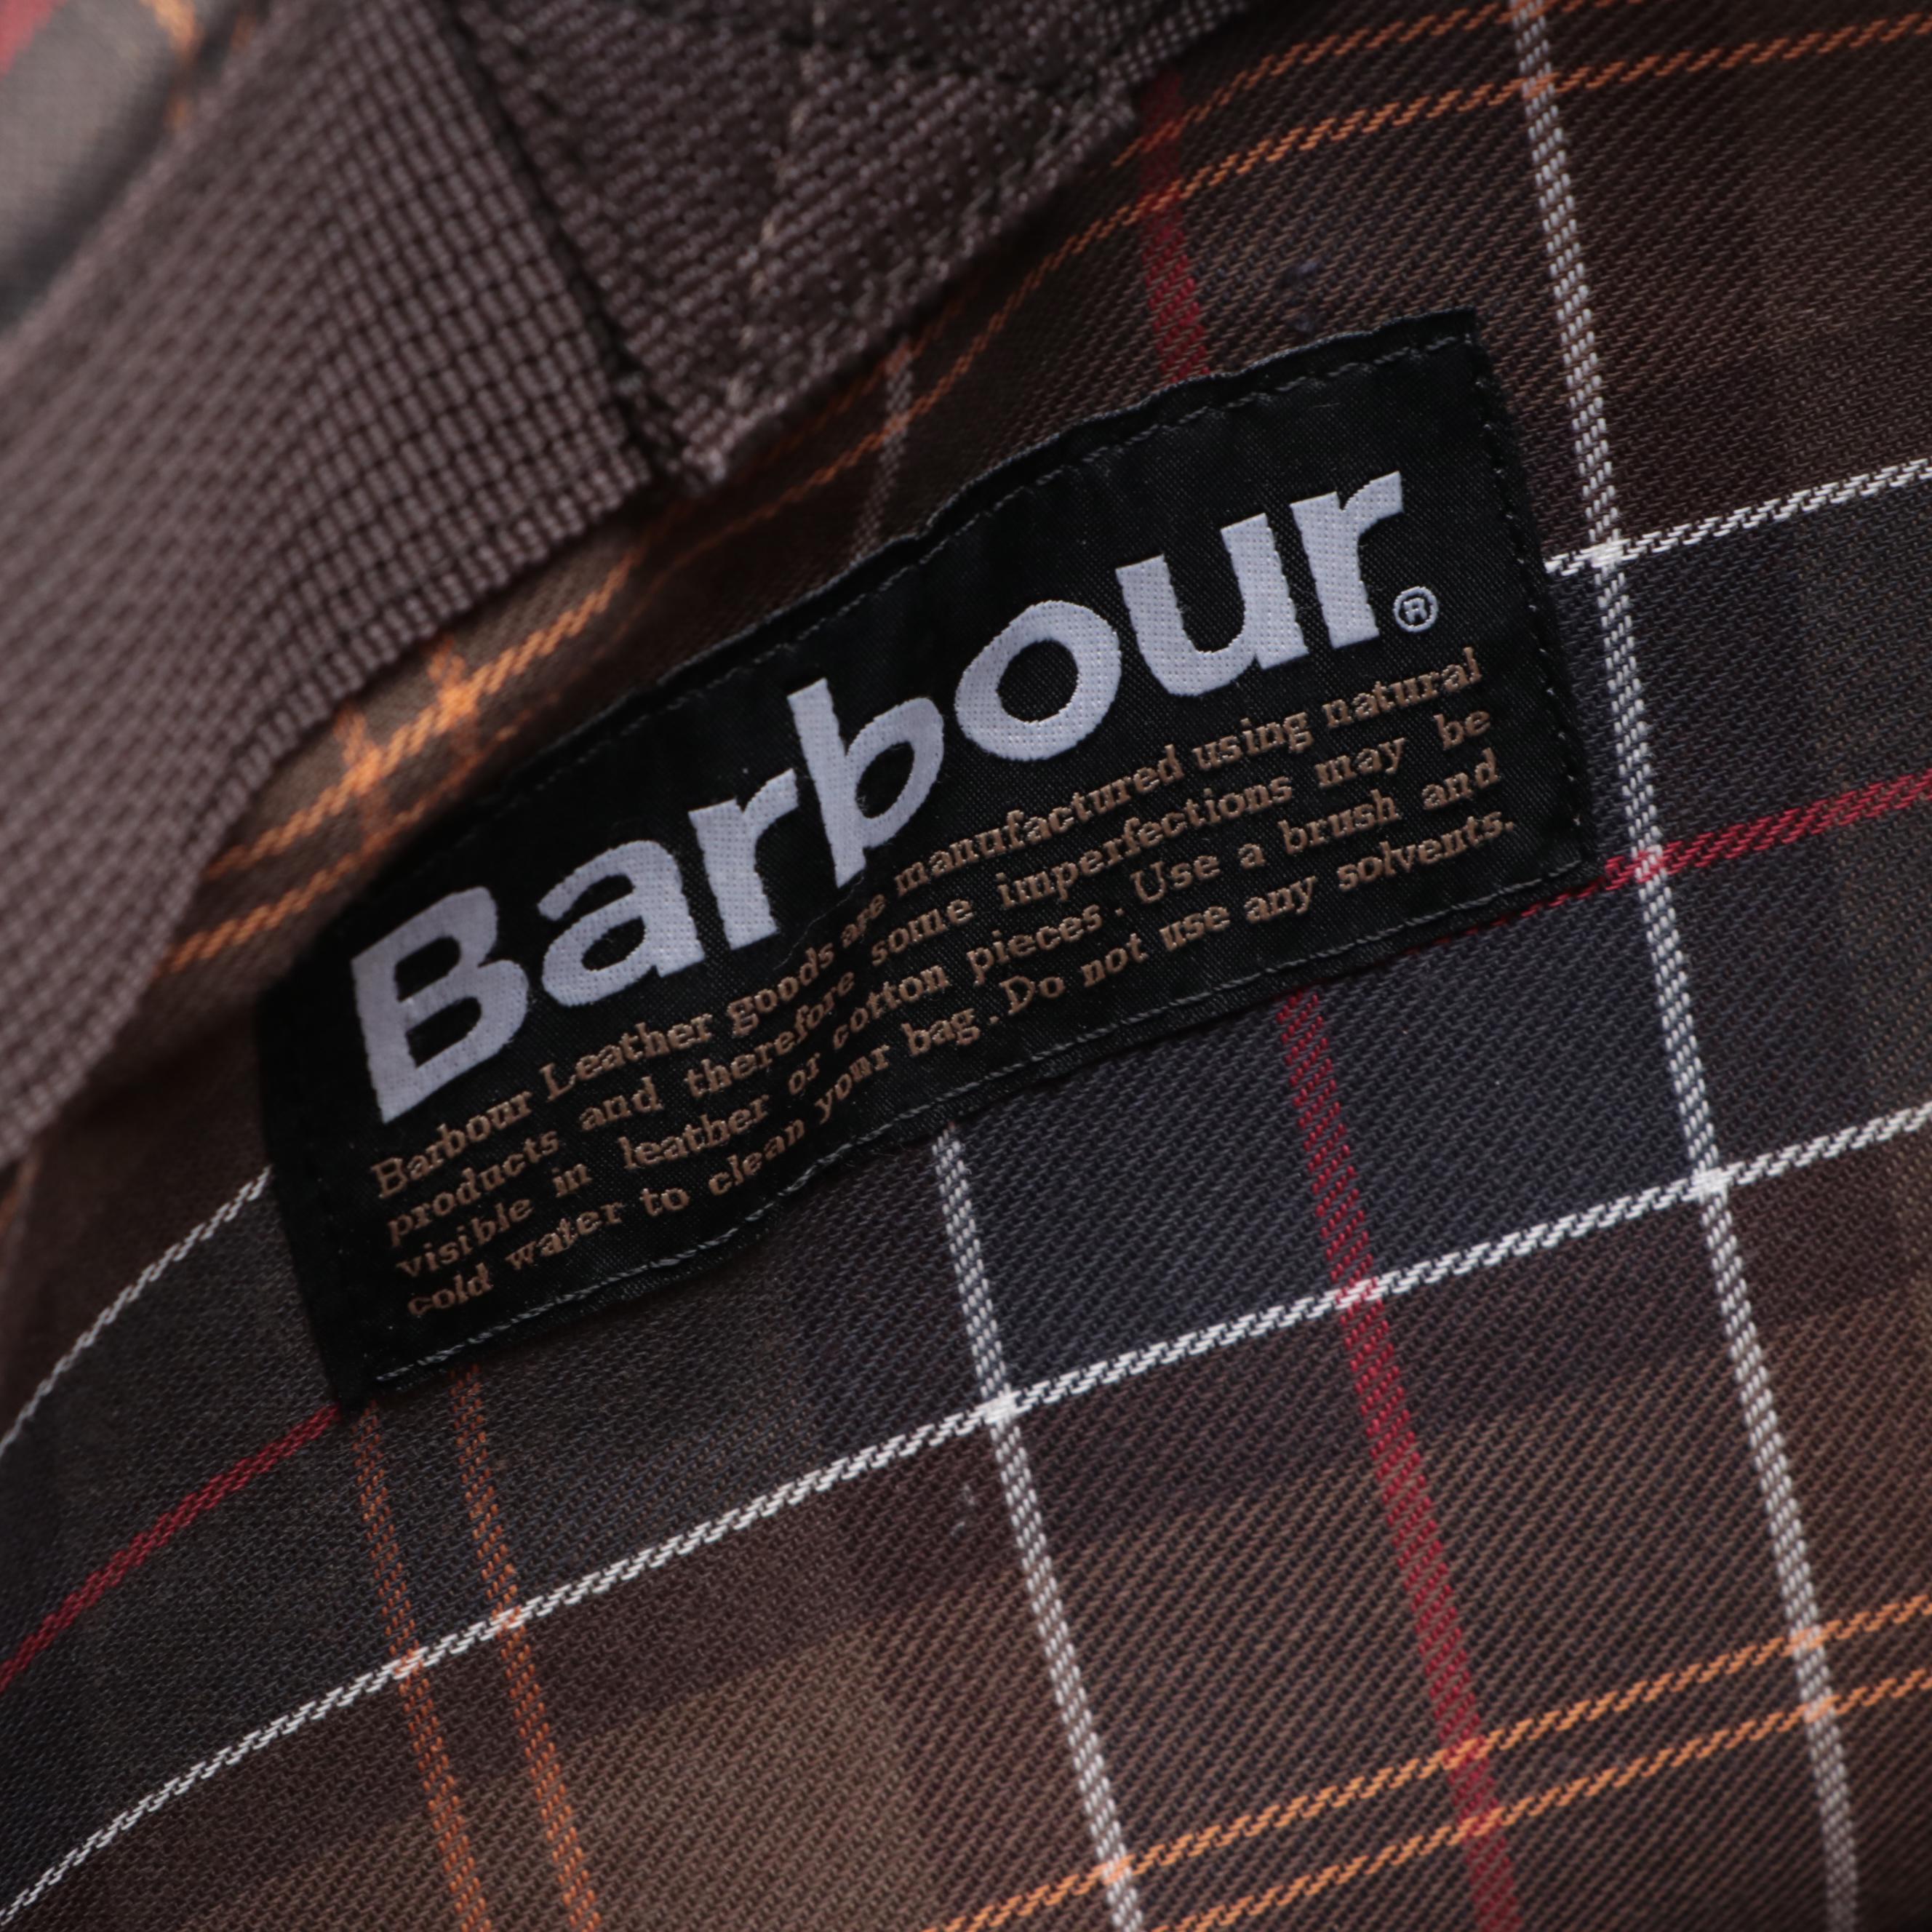 Barbour®
Barbour Leather goods are manufactured using natural
products and therefore some imperfections may be
visible in leather or cotton pieces. Use a brush and
cold water to clean your bag. Do not use any solvents.